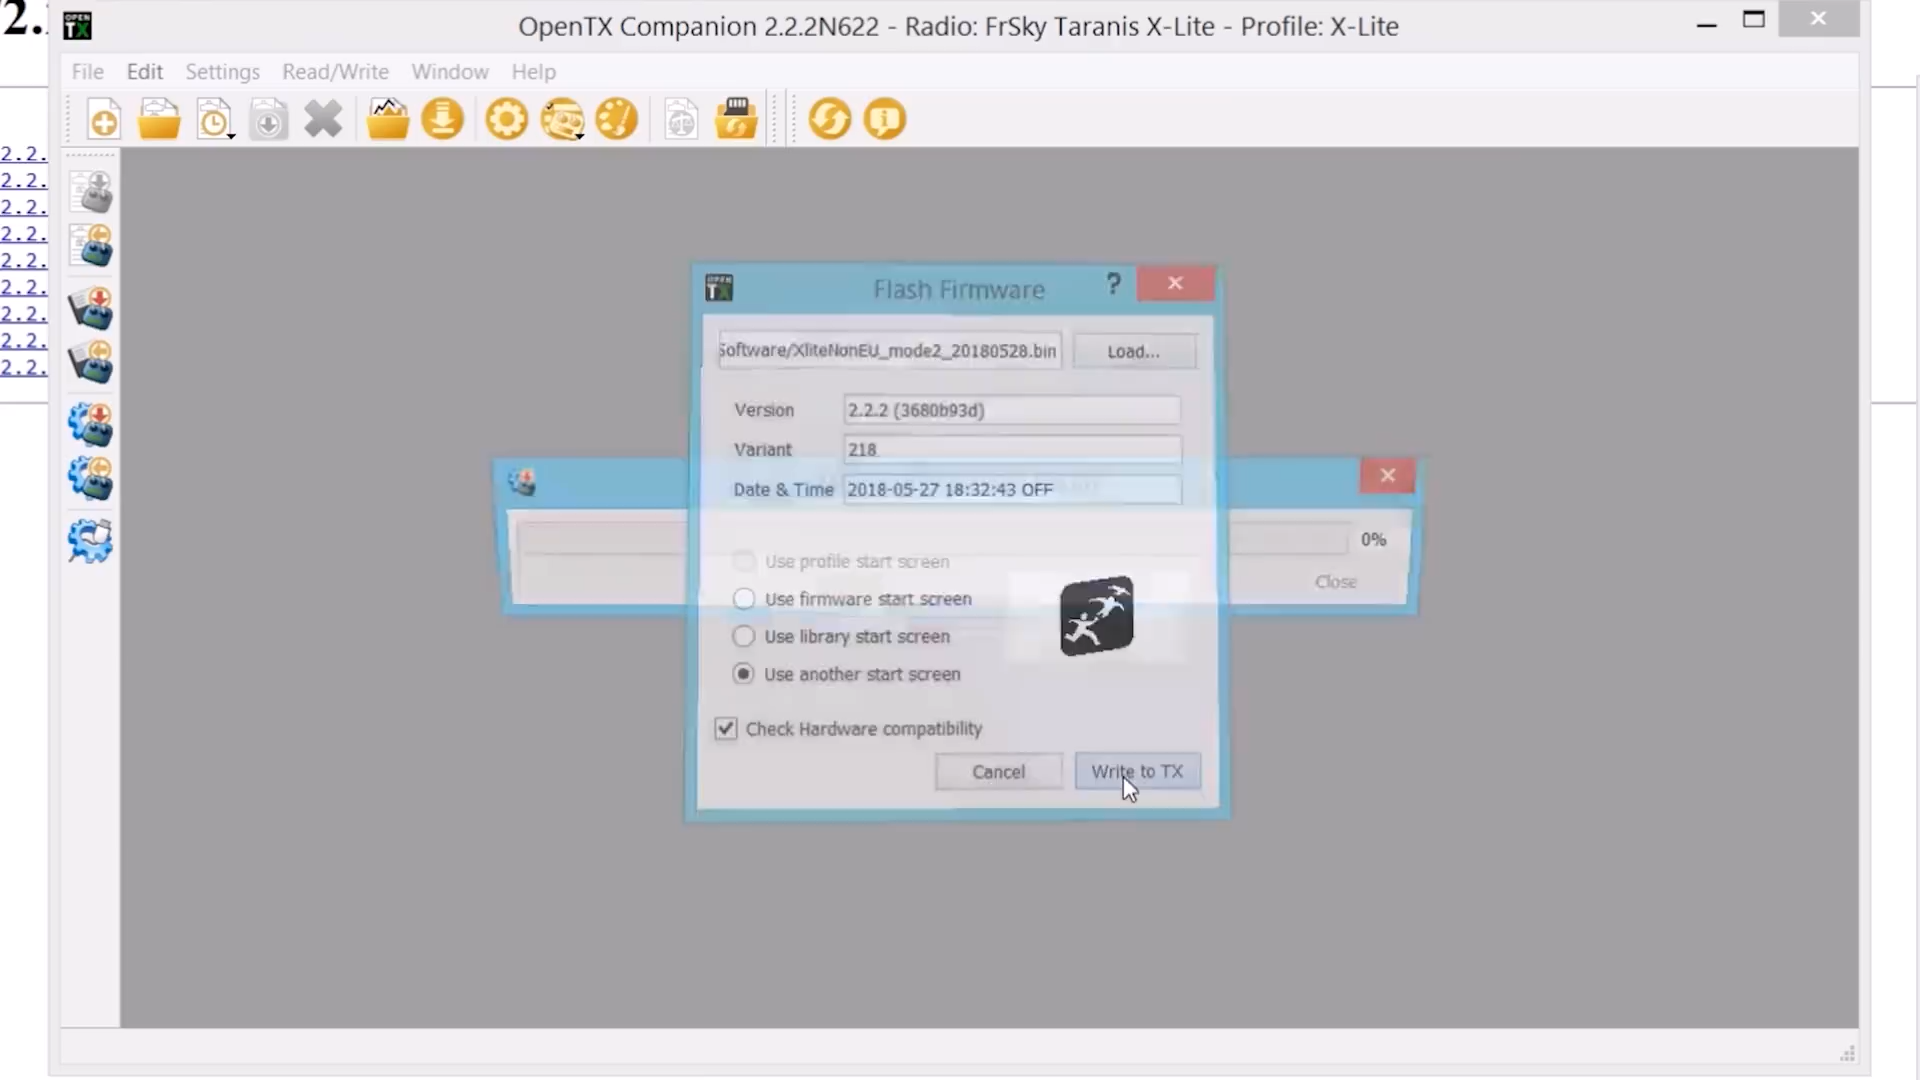 2.
OpenTX Companion 2.2.2N622 - Radio: FrSky Taranis X-Lite - Profile: X-Lite
File Edit Settings Read/Write Window Help
2.2.
2.2.
2.2.
2.2.
2.2.
2.2.
2.2.
2.2.
2.2.
Flash Firmware
Software/XliteNonEU_mode2_20180528.bin
Load...
Version 2.2.2 (3680b93d)
Variant 218
Date & Time 2018-05-27 18:32:43 OFF
0%
Close
Use profile start screen
Use firmware start screen
Use library start screen
Use another start screen
Check Hardware compatibility
Cancel Write to TX